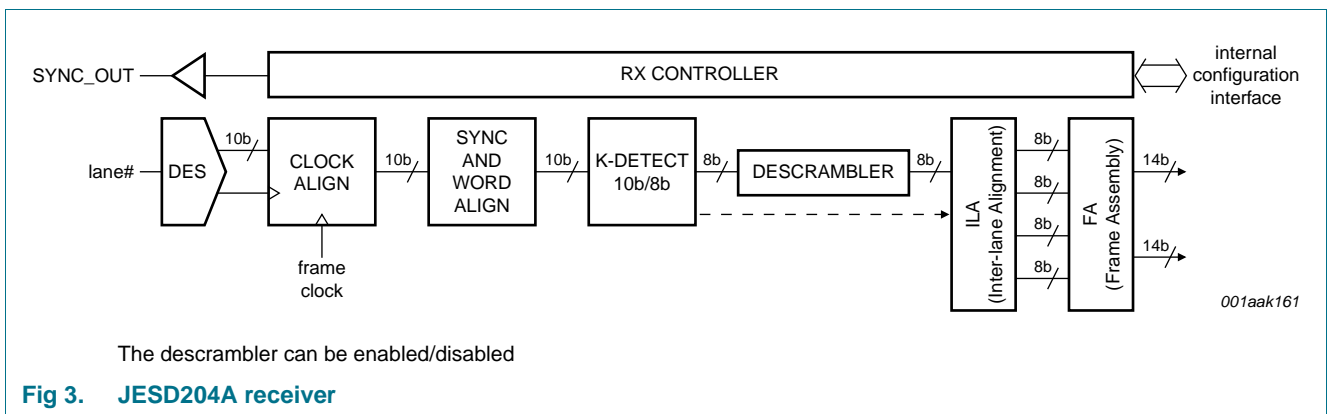 SYNC_OUT
RX CONTROLLER
internal
configuration
interface
lane#
DES
10b
CLOCK
ALIGN
frame
clock
10b
SYNC
AND
WORD
ALIGN
10b
K-DETECT
10b/8b
8b
DESCRAMBLER
8b
ILA
(Inter-lane Alignment)
8b
8b
8b
8b
FA
(Frame Assembly)
14b
14b
001aak161
The descrambler can be enabled/disabled
Fig 3. JESD204A receiver